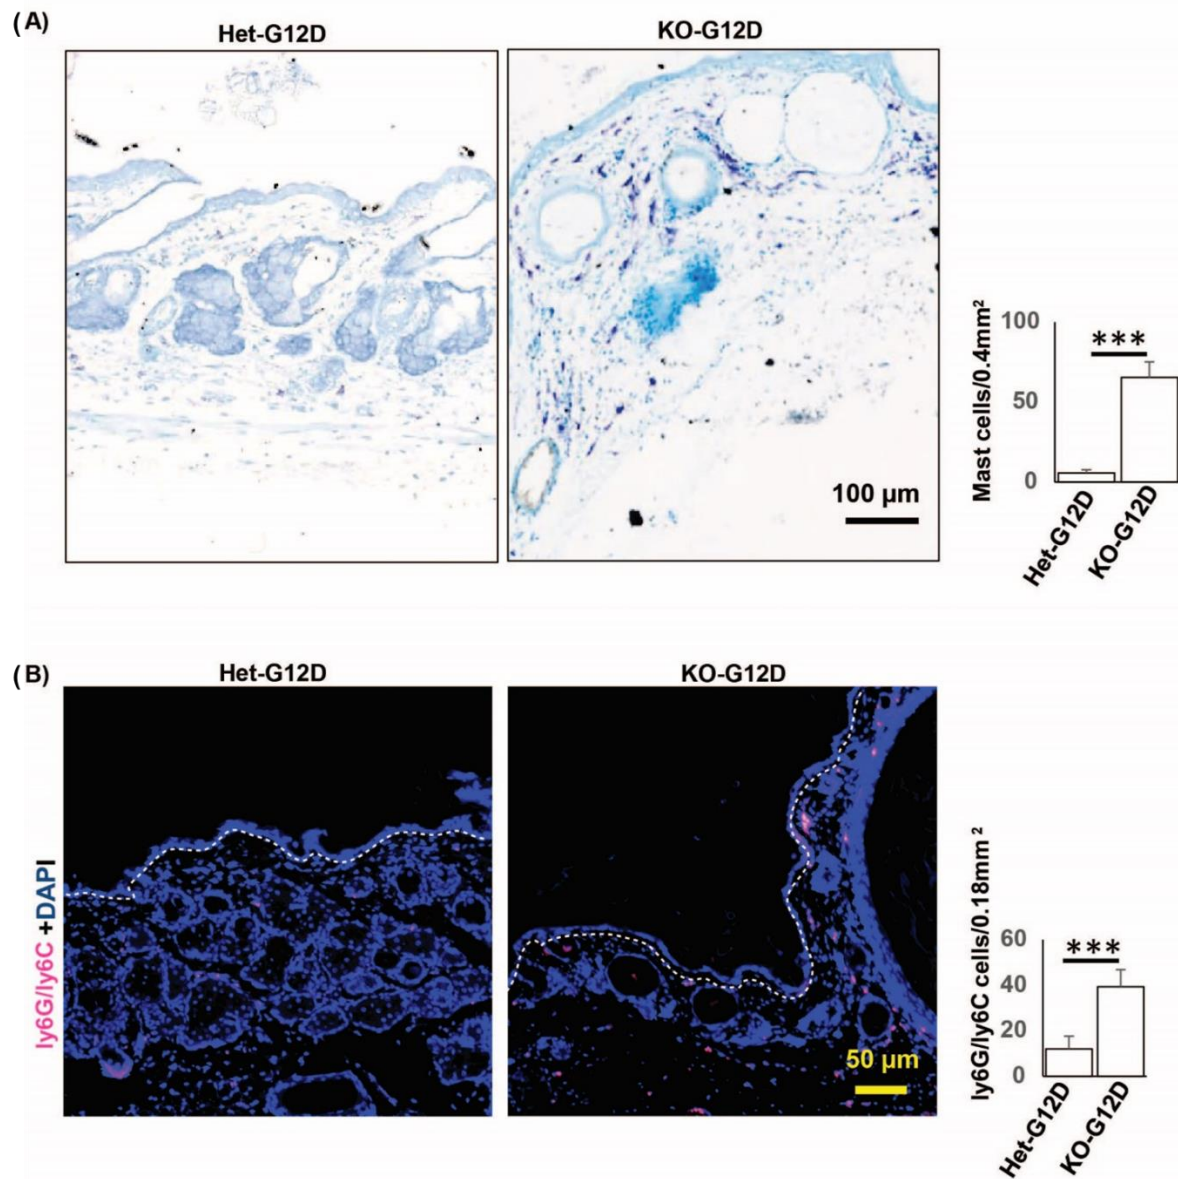 (A)
Het-G12D
KO-G12D
100 µm
Mast cells/0.4mm²
100
50
0
***
Het-G12D
KO-G12D
(B)
Het-G12D
KO-G12D
ly6G/ly6C +DAPI
50 µm
ly6G/ly6C cells/0.18mm²
60
40
20
0
***
Het-G12D
KO-G12D